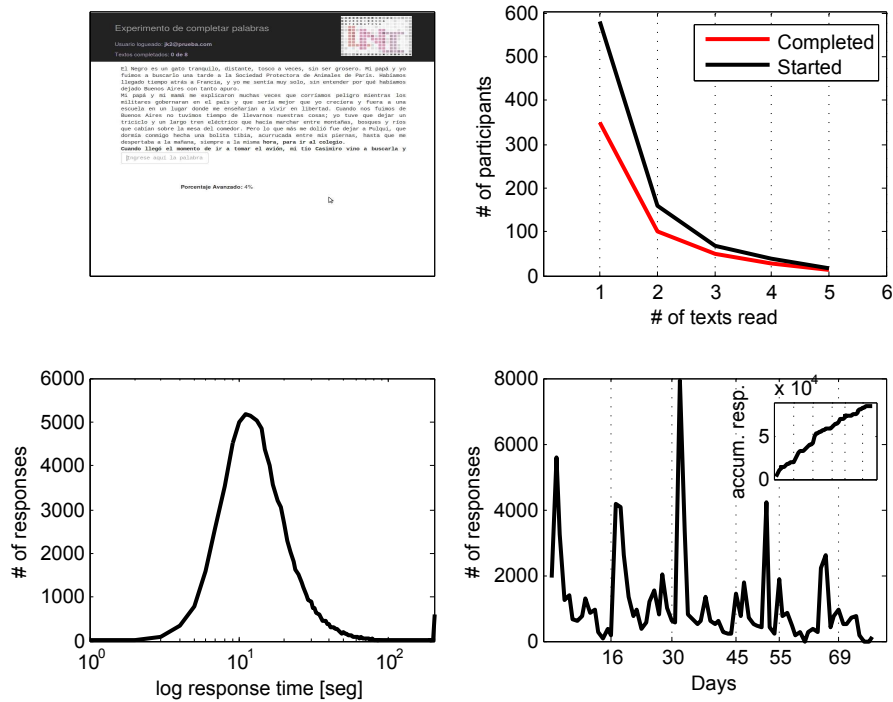 Experimento de completar palabras
Usuario logueado: jk2@prueba.com
Textos completados: 0 de 8
El Negro es un gato tranquilo, distante, tosco a veces, sin ser grosero. Mi papá y yo
fuimos a buscarlo una tarde a la Sociedad Protectora de Animales de París. Habíamos
llegado tiempo atrás a Francia, y yo me sentía muy solo, sin entender por qué habíamos
dejado Buenos Aires con tanto apuro.
Mi papá y mi mamá me explicaron muchas veces que corríamos peligro mientras los
militares gobernaran en el país y que sería mejor que yo creciera y fuera a una
escuela en un lugar donde me enseñarían a vivir en libertad. Cuando nos fuimos de
Buenos Aires no tuvimos tiempo de llevarnos nuestras cosas; yo tuve que dejar un
triciclo y un largo tren eléctrico que hacía marchar entre montañas, bosques y ríos
que cabían sobre la mesa del comedor. Pero lo que más me dolió fue dejar a Pulqui, que
dormía conmigo hecha una bolita tibia, acurrucada entre mis piernas, hasta que me
despertaba a la mañana, siempre a la misma hora, para ir al colegio.
Cuando llegó el momento de ir a tomar el avión, mi tío Casimiro vino a buscarla y
Ingrese aquí la palabra
Porcentaje Avanzado: 4%
600
500
400
300
200
100
0
# of participants
Completed
Started
1 2 3 4 5 6
# of texts read
6000
5000
4000
3000
2000
1000
0
# of responses
10^0 10^1 10^2
log response time [seg]
8000
6000
4000
2000
0
# of responses
x 10^4
accum. resp.
5
0
16 30 45 55 69
Days